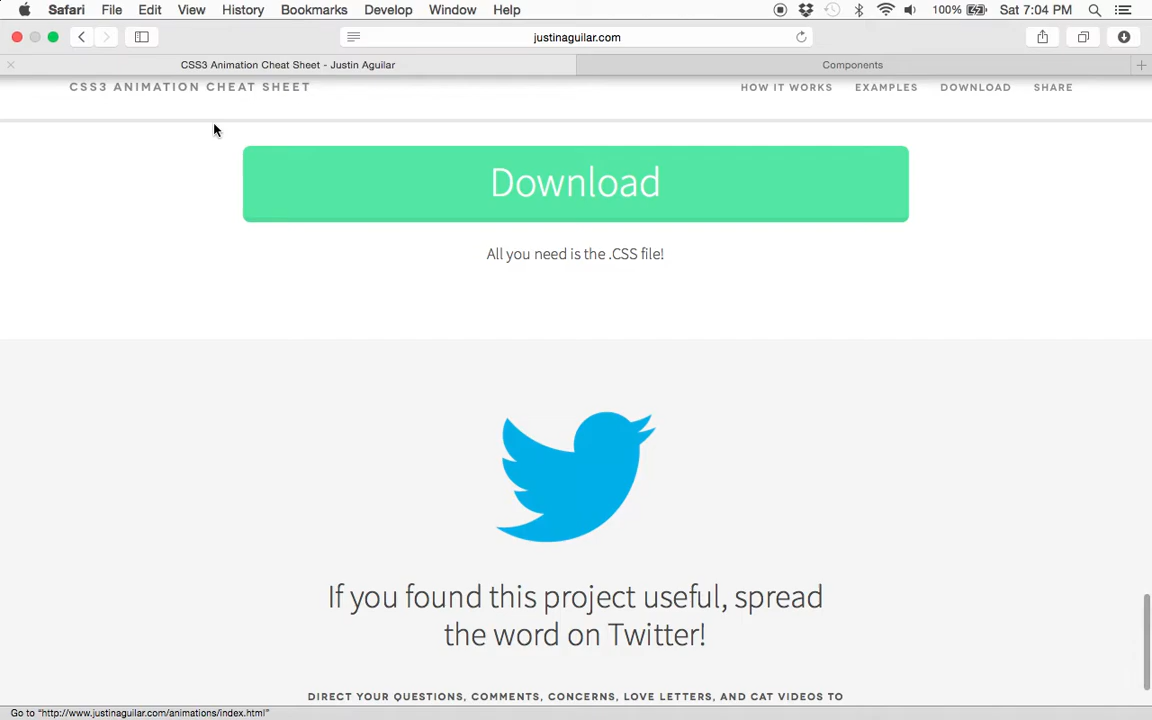 Safari File Edit View History Bookmarks Develop Window Help 100% Sat 7:04 PM
justinaguilar.com
CSS3 Animation Cheat Sheet - Justin Aguilar Components
CSS3 ANIMATION CHEAT SHEET HOW IT WORKS EXAMPLES DOWNLOAD SHARE
Download
All you need is the .CSS file!
If you found this project useful, spread
the word on Twitter!
DIRECT YOUR QUESTIONS, COMMENTS, CONCERNS, LOVE LETTERS, AND CAT VIDEOS TO
Go to "http://www.justinaguilar.com/animations/index.html"